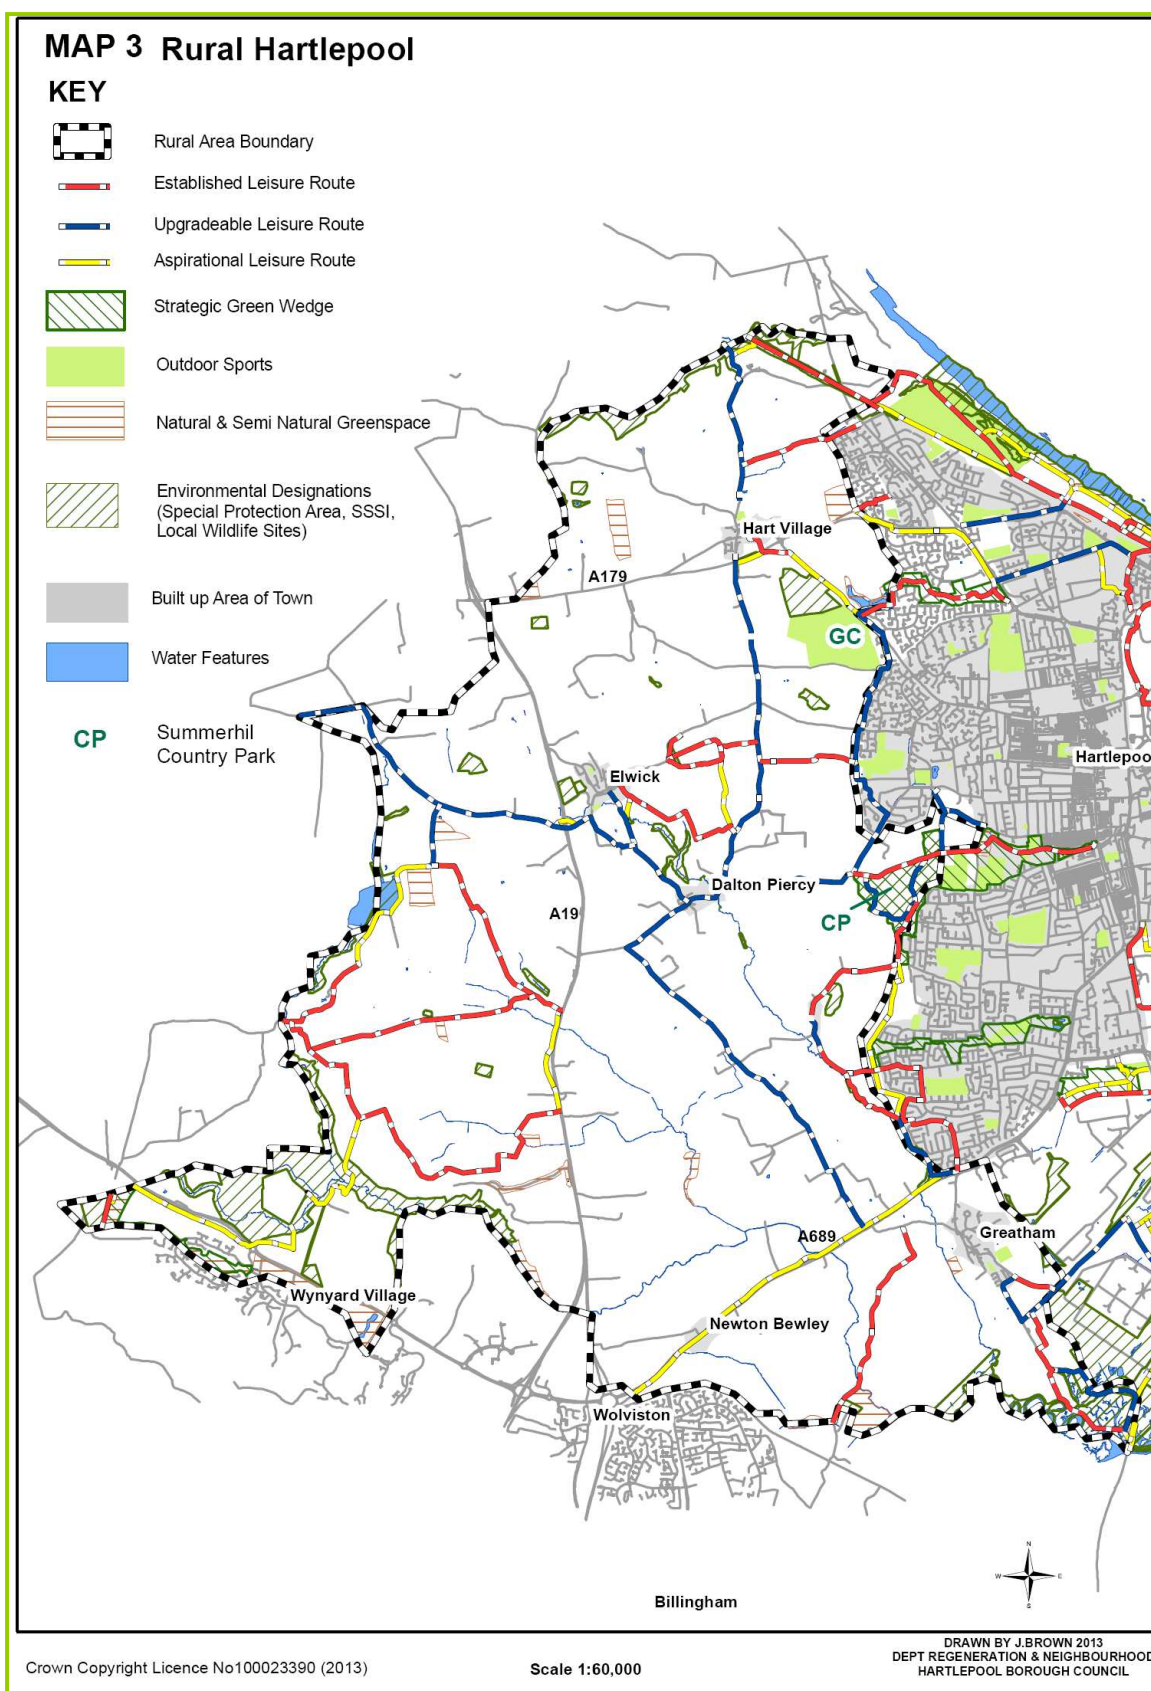 MAP 3 Rural Hartlepool
KEY
Rural Area Boundary
Established Leisure Route
Upgradeable Leisure Route
Aspirational Leisure Route
Strategic Green Wedge
Outdoor Sports
Natural & Semi Natural Greenspace
Environmental Designations
(Special Protection Area, SSSI,
Local Wildlife Sites)
Built up Area of Town
Water Features
CP Summerhill
Country Park
Hart Village
A179
GC
Hartlepoo
Elwick
Dalton Piercy
A19
CP
Greatham
A689
Wynyard Village
Newton Bewley
Wolviston
N
W E
S
Billingham
Crown Copyright Licence No100023390 (2013)
Scale 1:60,000
DRAWN BY J.BROWN 2013
DEPT REGENERATION & NEIGHBOURHOOD
HARTLEPOOL BOROUGH COUNCIL